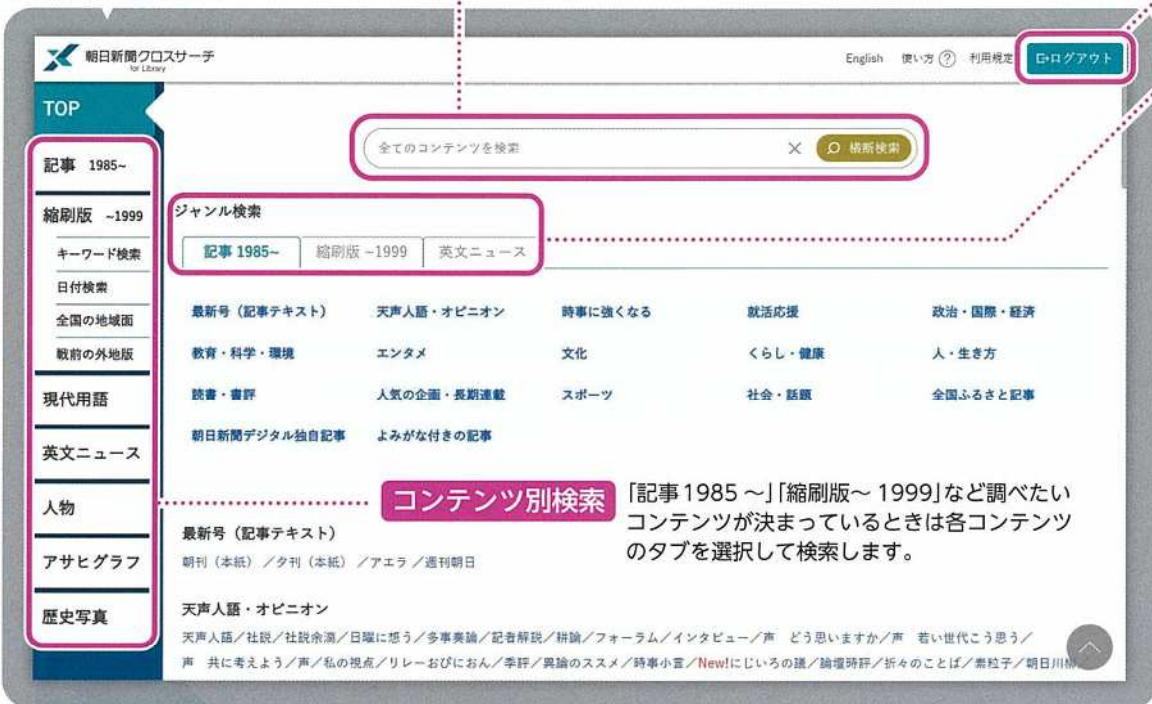 朝日新聞クロスサーチ
for Library
English 使い方 ? 利用規定 ログアウト
TOP
全てのコンテンツを検索 × 横断検索
記事 1985~
縮刷版 ~1999
キーワード検索
日付検索
全国の地域面
戦前の外地版
現代用語
英文ニュース
人物
アサヒグラフ
歴史写真
ジャンル検索
記事 1985~ 縮刷版 ~1999 英文ニュース
最新号（記事テキスト） 天声人語・オピニオン 時事に強くなる 就活応援 政治・国際・経済
教育・科学・環境 エンタメ 文化 くらし・健康 人・生き方
読書・書評 人気の企画・長期連載 スポーツ 社会・話題 全国ふるさと記事
朝日新聞デジタル独自記事 よみがな付きの記事
コンテンツ別検索
「記事1985～」「縮刷版～1999」など調べたい
コンテンツが決まっているときは各コンテンツ
のタブを選択して検索します。
最新号（記事テキスト）
朝刊（本紙）／夕刊（本紙）／アエラ／週刊朝日
天声人語・オピニオン
天声人語／社説／社説余滴／日曜に想う／多事奏論／記者解説／耕論／フォーラム／インタビュー／声 どう思いますか／声 若い世代こう思う／
声 共に考えよう／声／私の視点／リレーおぴにおん／季評／異論のススメ／時事小言／New!にじいろの議／論壇時評／折々のことば／素粒子／朝日川柳